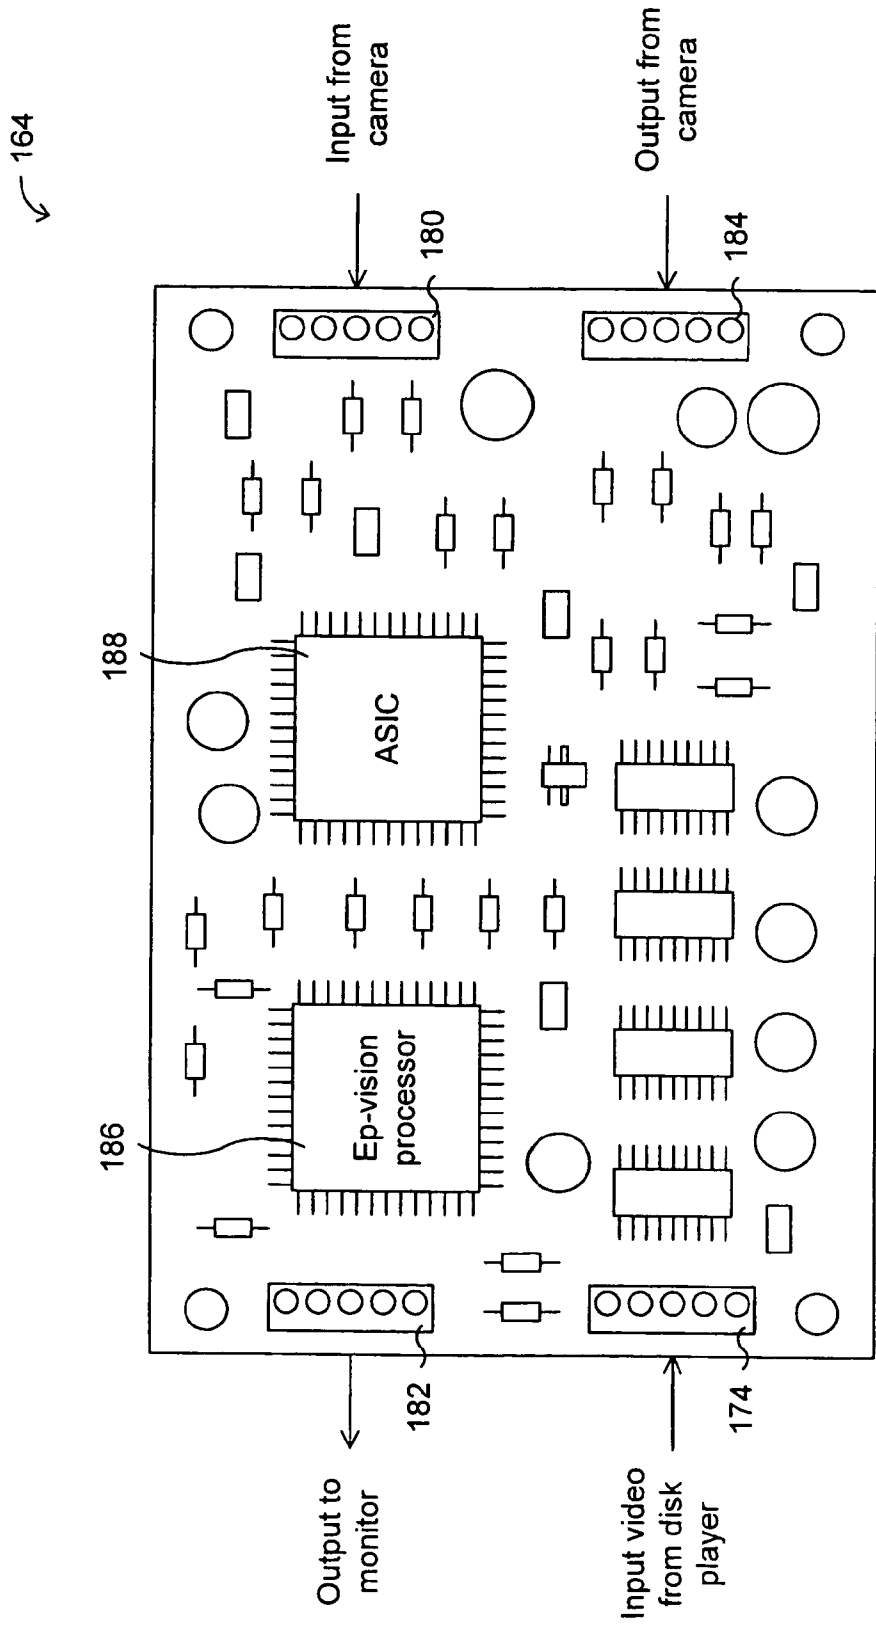 164
Input from
camera
Output from
camera
180
184
188
ASIC
186
Ep-vision
processor
182
174
Output to
monitor
Input video
from disk
player